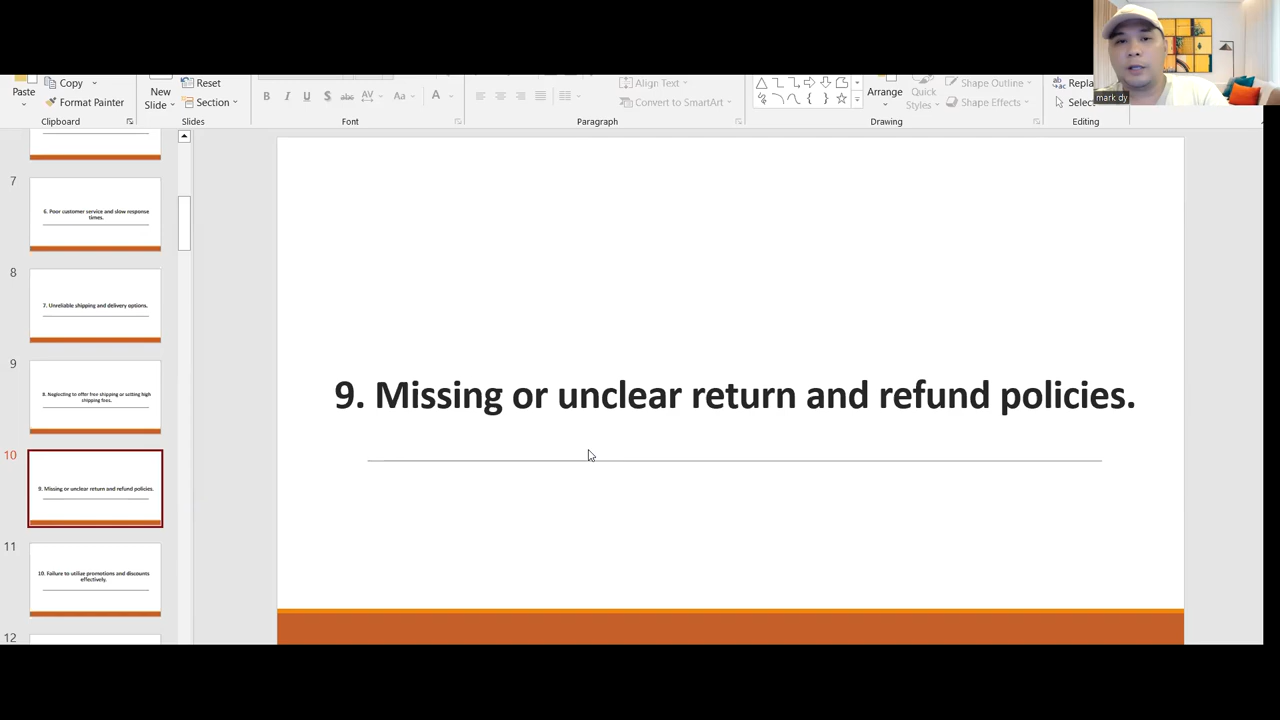 mark dy
Paste
Copy
Format Painter
Clipboard
New
Slide
Reset
Section
Slides
B I U S abc AV Aa A
Font
Align Text
Convert to SmartArt
Paragraph
Arrange
Quick
Styles
Shape Outline
Shape Effects
Drawing
Repla
Select
Editing
7
6. Poor customer service and slow response
times.
8
7. Unreliable shipping and delivery options.
9
8. Neglecting to offer free shipping or setting high
shipping fees.
10
9. Missing or unclear return and refund policies.
11
10. Failure to utilize promotions and discounts
effectively.
12
9. Missing or unclear return and refund policies.